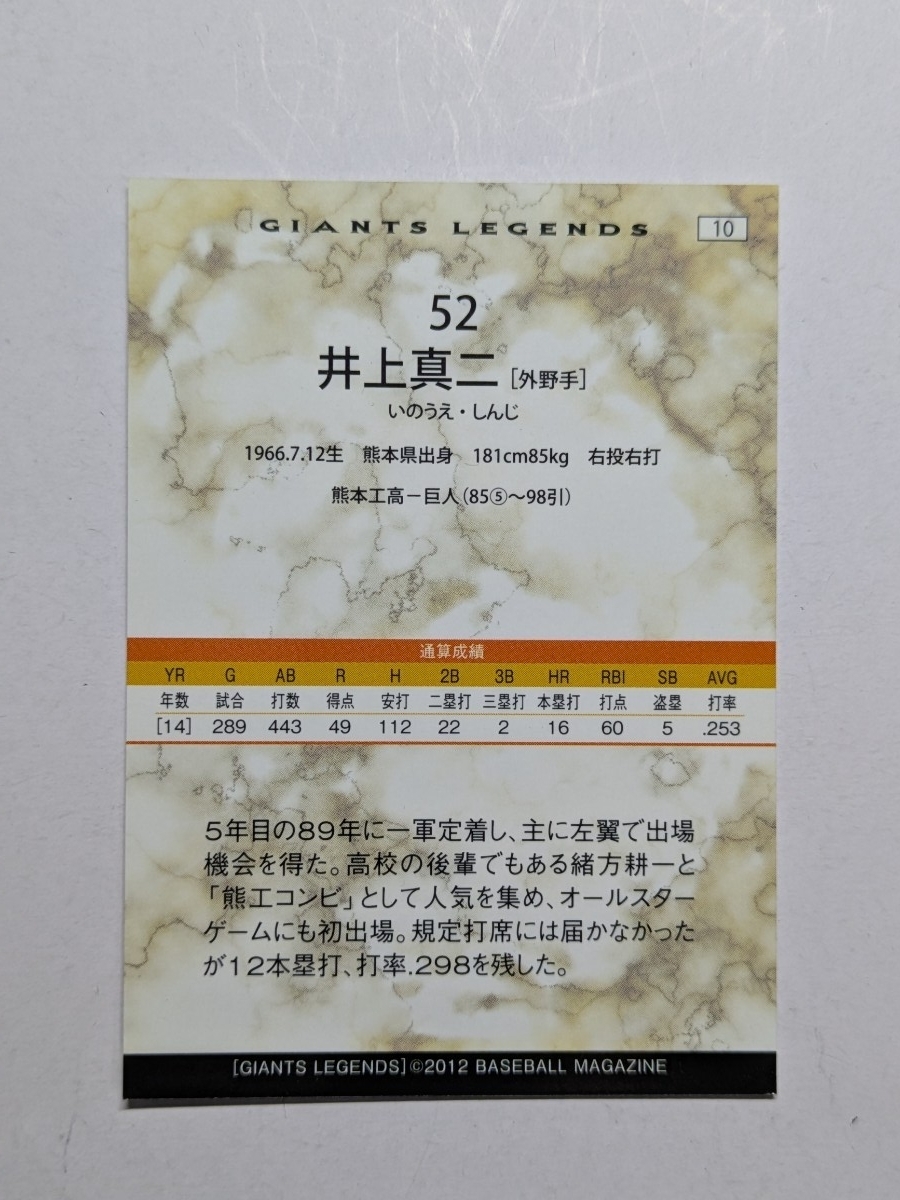 GIANTS LEGENDS 10
52
井上真二[外野手]
いのうえ・しんじ
1966.7.12生 熊本県出身 181cm85kg 右投右打
熊本工高－巨人(85⑤～98引)
通算成績
YR G AB R H 2B 3B HR RBI SB AVG
年数 試合 打数 得点 安打 二塁打 三塁打 本塁打 打点 盗塁 打率
[14] 289 443 49 112 22 2 16 60 5 .253
5年目の89年に一軍定着し、主に左翼で出場
機会を得た。高校の後輩でもある緒方耕一と
「熊工コンビ」として人気を集め、オールスター
ゲームにも初出場。規定打席には届かなかった
が12本塁打、打率.298を残した。
[GIANTS LEGENDS]©2012 BASEBALL MAGAZINE